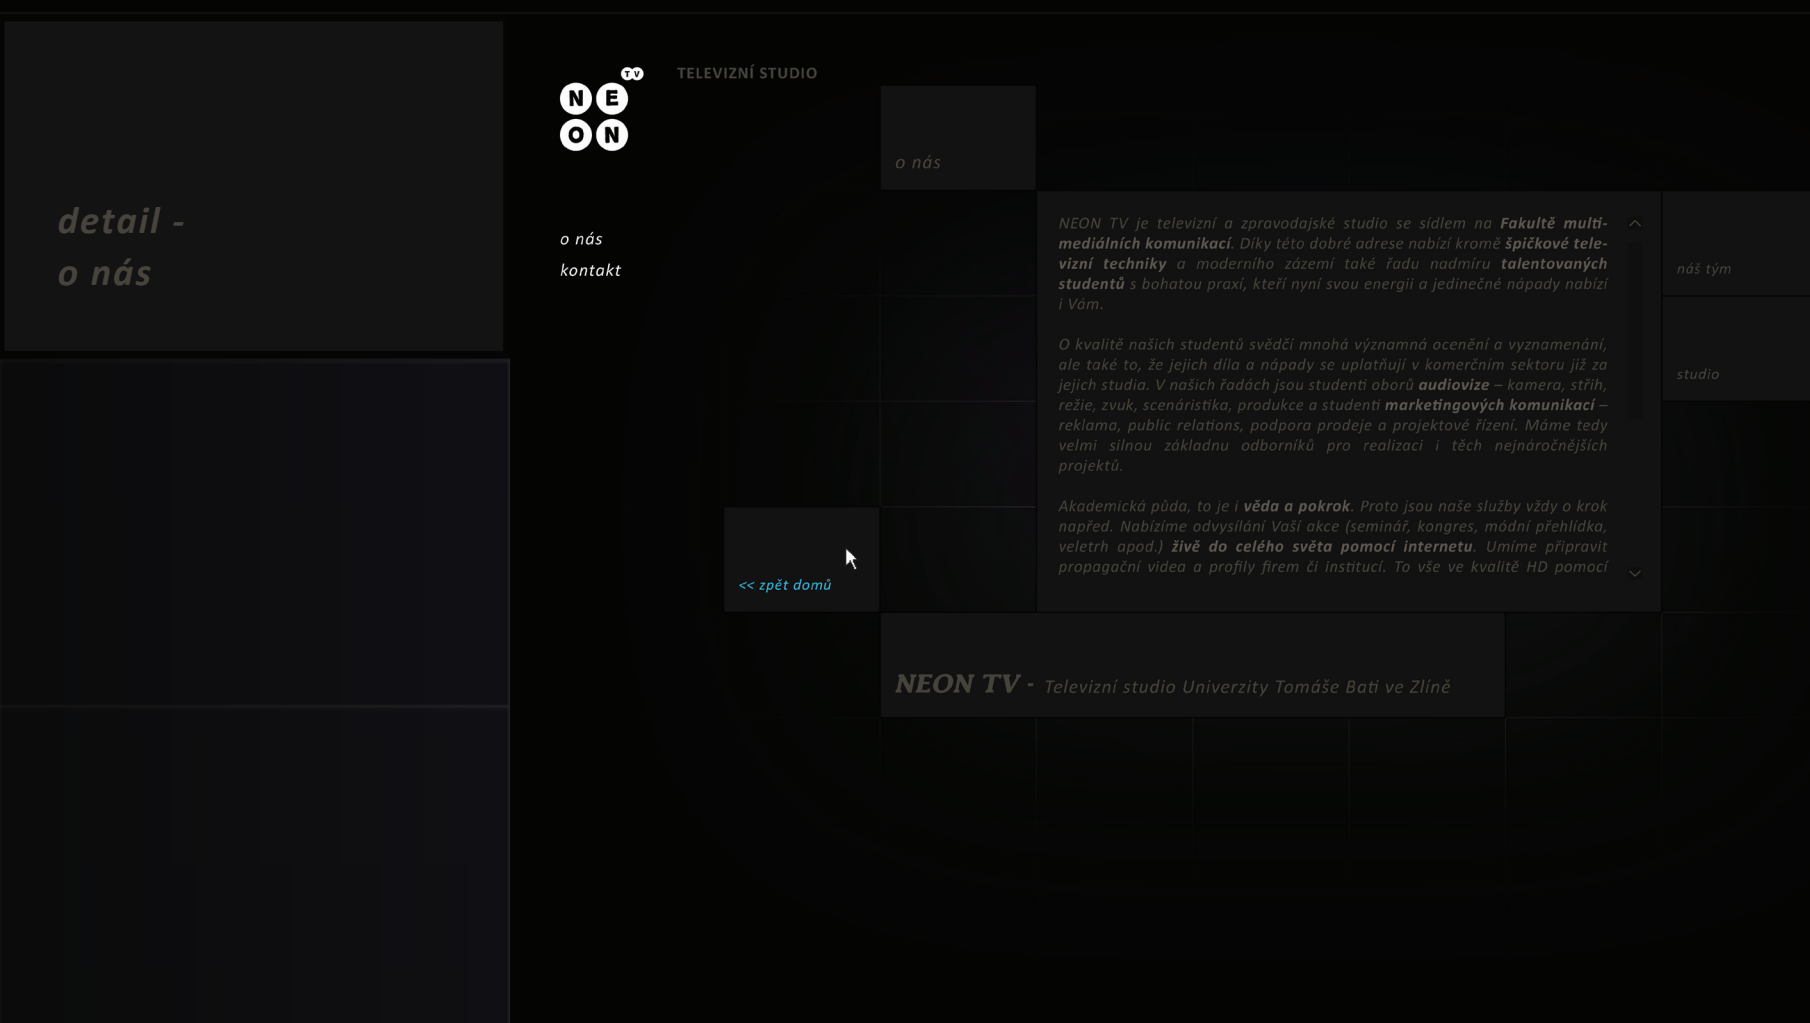 detail -
o nás
TV
NE
ON
TELEVIZNÍ STUDIO
o nás
kontakt
o nás
NEON TV je televizní a zpravodajské studio se sídlem na Fakultě multi-
mediálních komunikací. Díky této dobré adrese nabízí kromě špičkové tele-
vizní techniky a moderního zázemí také řadu nadmíru talentovaných
studentů s bohatou praxí, kteří nyní svou energii a jedinečné nápady nabízí
i Vám.
O kvalitě našich studentů svědčí mnohá významná ocenění a vyznamenání,
ale také to, že jejich díla a nápady se uplatňují v komerčním sektoru již za
jejich studia. V našich řadách jsou studenti oborů audiovize – kamera, střih,
režie, zvuk, scenáristika, produkce a studenti marketingových komunikací –
reklama, public relations, podpora prodeje a projektové řízení. Máme tedy
velmi silnou základnu odborníků pro realizaci i těch nejnáročnějších
projektů.
Akademická půda, to je i věda a pokrok. Proto jsou naše služby vždy o krok
napřed. Nabízíme odvysílání Vaší akce (seminář, kongres, módní přehlídka,
veletrh apod.) živě do celého světa pomocí internetu. Umíme připravit
propagační videa a profily firem či institucí. To vše ve kvalitě HD pomocí
náš tým
studio
<< zpět domů
NEON TV - Televizní studio Univerzity Tomáše Bati ve Zlíně